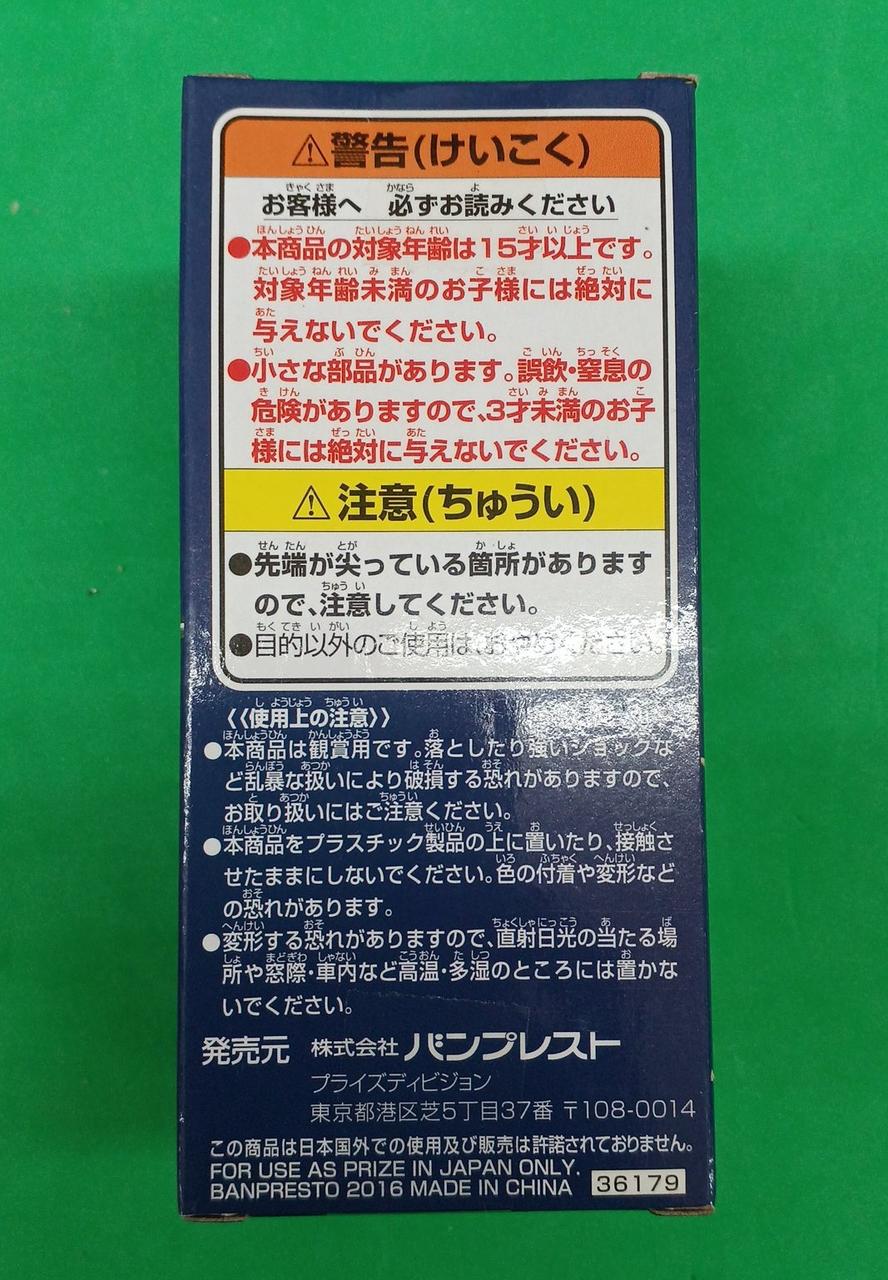 ⚠警告(けいこく)
お客様へ 必ずお読みください
●本商品の対象年齢は15才以上です。
対象年齢未満のお子様には絶対に
与えないでください。
●小さな部品があります。誤飲・窒息の
危険がありますので、3才未満のお子
様には絶対に与えないでください。
⚠注意(ちゅうい)
●先端が尖っている箇所があります
ので、注意してください。
●目的以外のご使用は、おやめください。
《使用上の注意》
●本商品は観賞用です。落としたり強いショックな
ど乱暴な扱いにより破損する恐れがありますので、
お取り扱いにはご注意ください。
●本商品をプラスチック製品の上に置いたり、接触さ
せたままにしないでください。色の付着や変形など
の恐れがあります。
●変形する恐れがありますので、直射日光の当たる場
所や窓際・車内など高温・多湿のところには置かな
いでください。
発売元 株式会社 バンプレスト
プライズディビジョン
東京都港区芝5丁目37番 〒108-0014
この商品は日本国外での使用及び販売は許諾されておりません。
FOR USE AS PRIZE IN JAPAN ONLY.
BANPRESTO 2016 MADE IN CHINA 36179